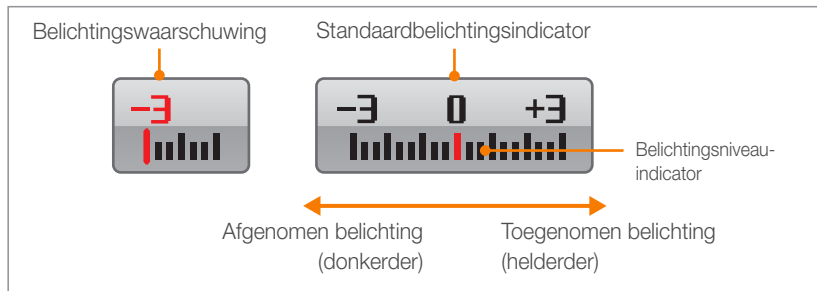 Belichtingswaarschuwing
Standaardbelichtingsindicator
-3
-3 0 +3
Belichtingsniveau-
indicator
Afgenomen belichting
(donkerder)
Toegenomen belichting
(helderder)